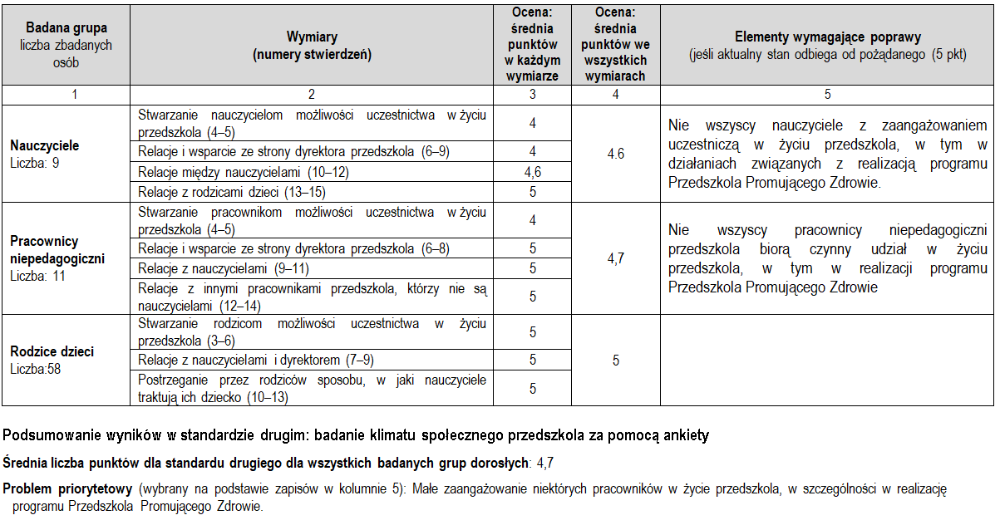 Badana grupa
liczba zbadanych
osób
Wymiary
(numery stwierdzeń)
Ocena:
średnia
punktów
w każdym
wymiarze
Ocena:
średnia
punktów we
wszystkich
wymiarach
Elementy wymagające poprawy
(jeśli aktualny stan odbiega od pożądanego (5 pkt)
1
2
3
4
5
Nauczyciele
Liczba: 9
Stwarzanie nauczycielom możliwości uczestnictwa w życiu
przedszkola (4–5)
4
Relacje i wsparcie ze strony dyrektora przedszkola (6–9)
4
Relacje między nauczycielami (10–12)
4,6
Relacje z rodzicami dzieci (13–15)
5
4.6
Nie wszyscy nauczyciele z zaangażowaniem
uczestniczą w życiu przedszkola, w tym w
działaniach związanych z realizacją programu
Przedszkola Promującego Zdrowie.
Pracownicy
niepedagogiczni
Liczba: 11
Stwarzanie pracownikom możliwości uczestnictwa w życiu
przedszkola (4–5)
4
Relacje i wsparcie ze strony dyrektora przedszkola (6–8)
5
Relacje z nauczycielami (9–11)
5
Relacje z innymi pracownikami przedszkola, którzy nie są
nauczycielami (12–14)
5
4,7
Nie wszyscy pracownicy niepedagogiczni
przedszkola biorą czynny udział w życiu
przedszkola, w tym w realizacji programu
Przedszkola Promującego Zdrowie
Rodzice dzieci
Liczba:58
Stwarzanie rodzicom możliwości uczestnictwa w życiu
przedszkola (3–6)
5
Relacje z nauczycielami i dyrektorem (7–9)
5
Postrzeganie przez rodziców sposobu, w jaki nauczyciele
traktują ich dziecko (10–13)
5
5
Podsumowanie wyników w standardzie drugim: badanie klimatu społecznego przedszkola za pomocą ankiety
Średnia liczba punktów dla standardu drugiego dla wszystkich badanych grup dorosłych: 4,7
Problem priorytetowy (wybrany na podstawie zapisów w kolumnie 5): Małe zaangażowanie niektórych pracowników w życie przedszkola, w szczególności w realizację
programu Przedszkola Promującego Zdrowie.